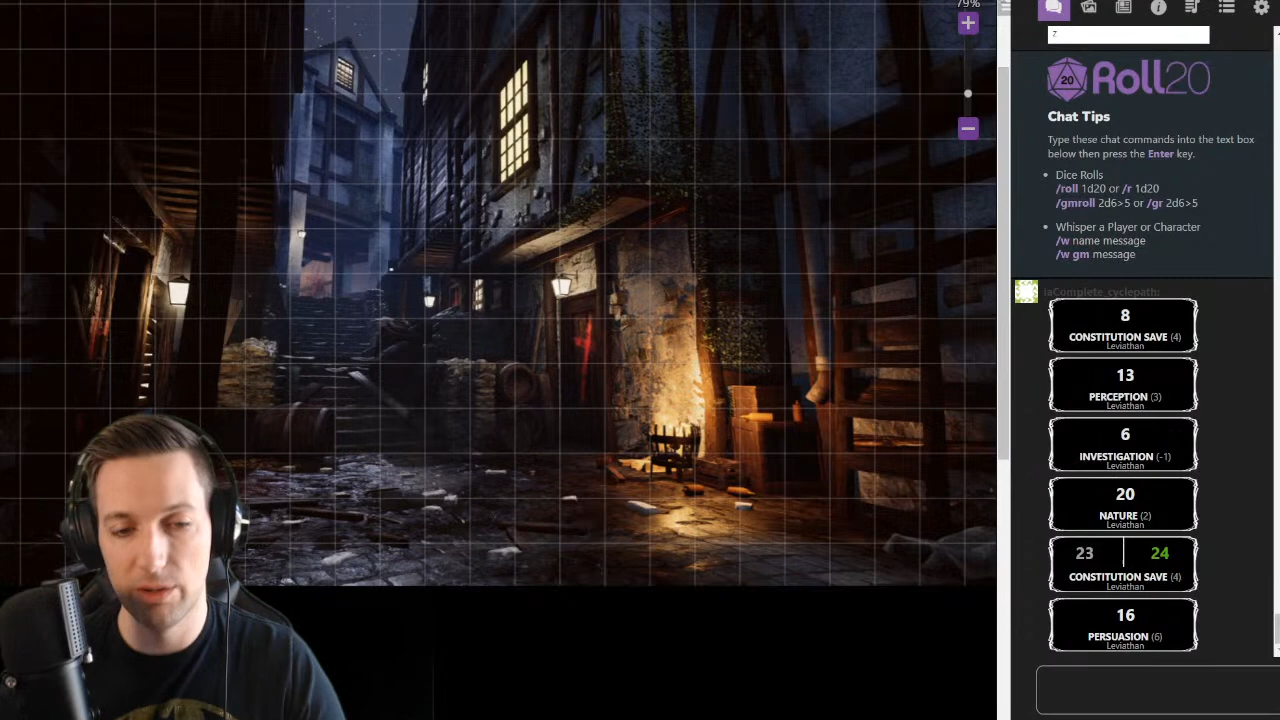 79%
z
20 Roll20
Chat Tips
Type these chat commands into the text box
below then press the Enter key.
Dice Rolls
/roll 1d20 or /r 1d20
/gmroll 2d6>5 or /gr 2d6>5
Whisper a Player or Character
/w name message
/w gm message
laComplete_cyclepath:
8
CONSTITUTION SAVE (4)
Leviathan
13
PERCEPTION (3)
Leviathan
6
INVESTIGATION (-1)
Leviathan
20
NATURE (2)
Leviathan
23 24
CONSTITUTION SAVE (4)
Leviathan
16
PERSUASION (6)
Leviathan